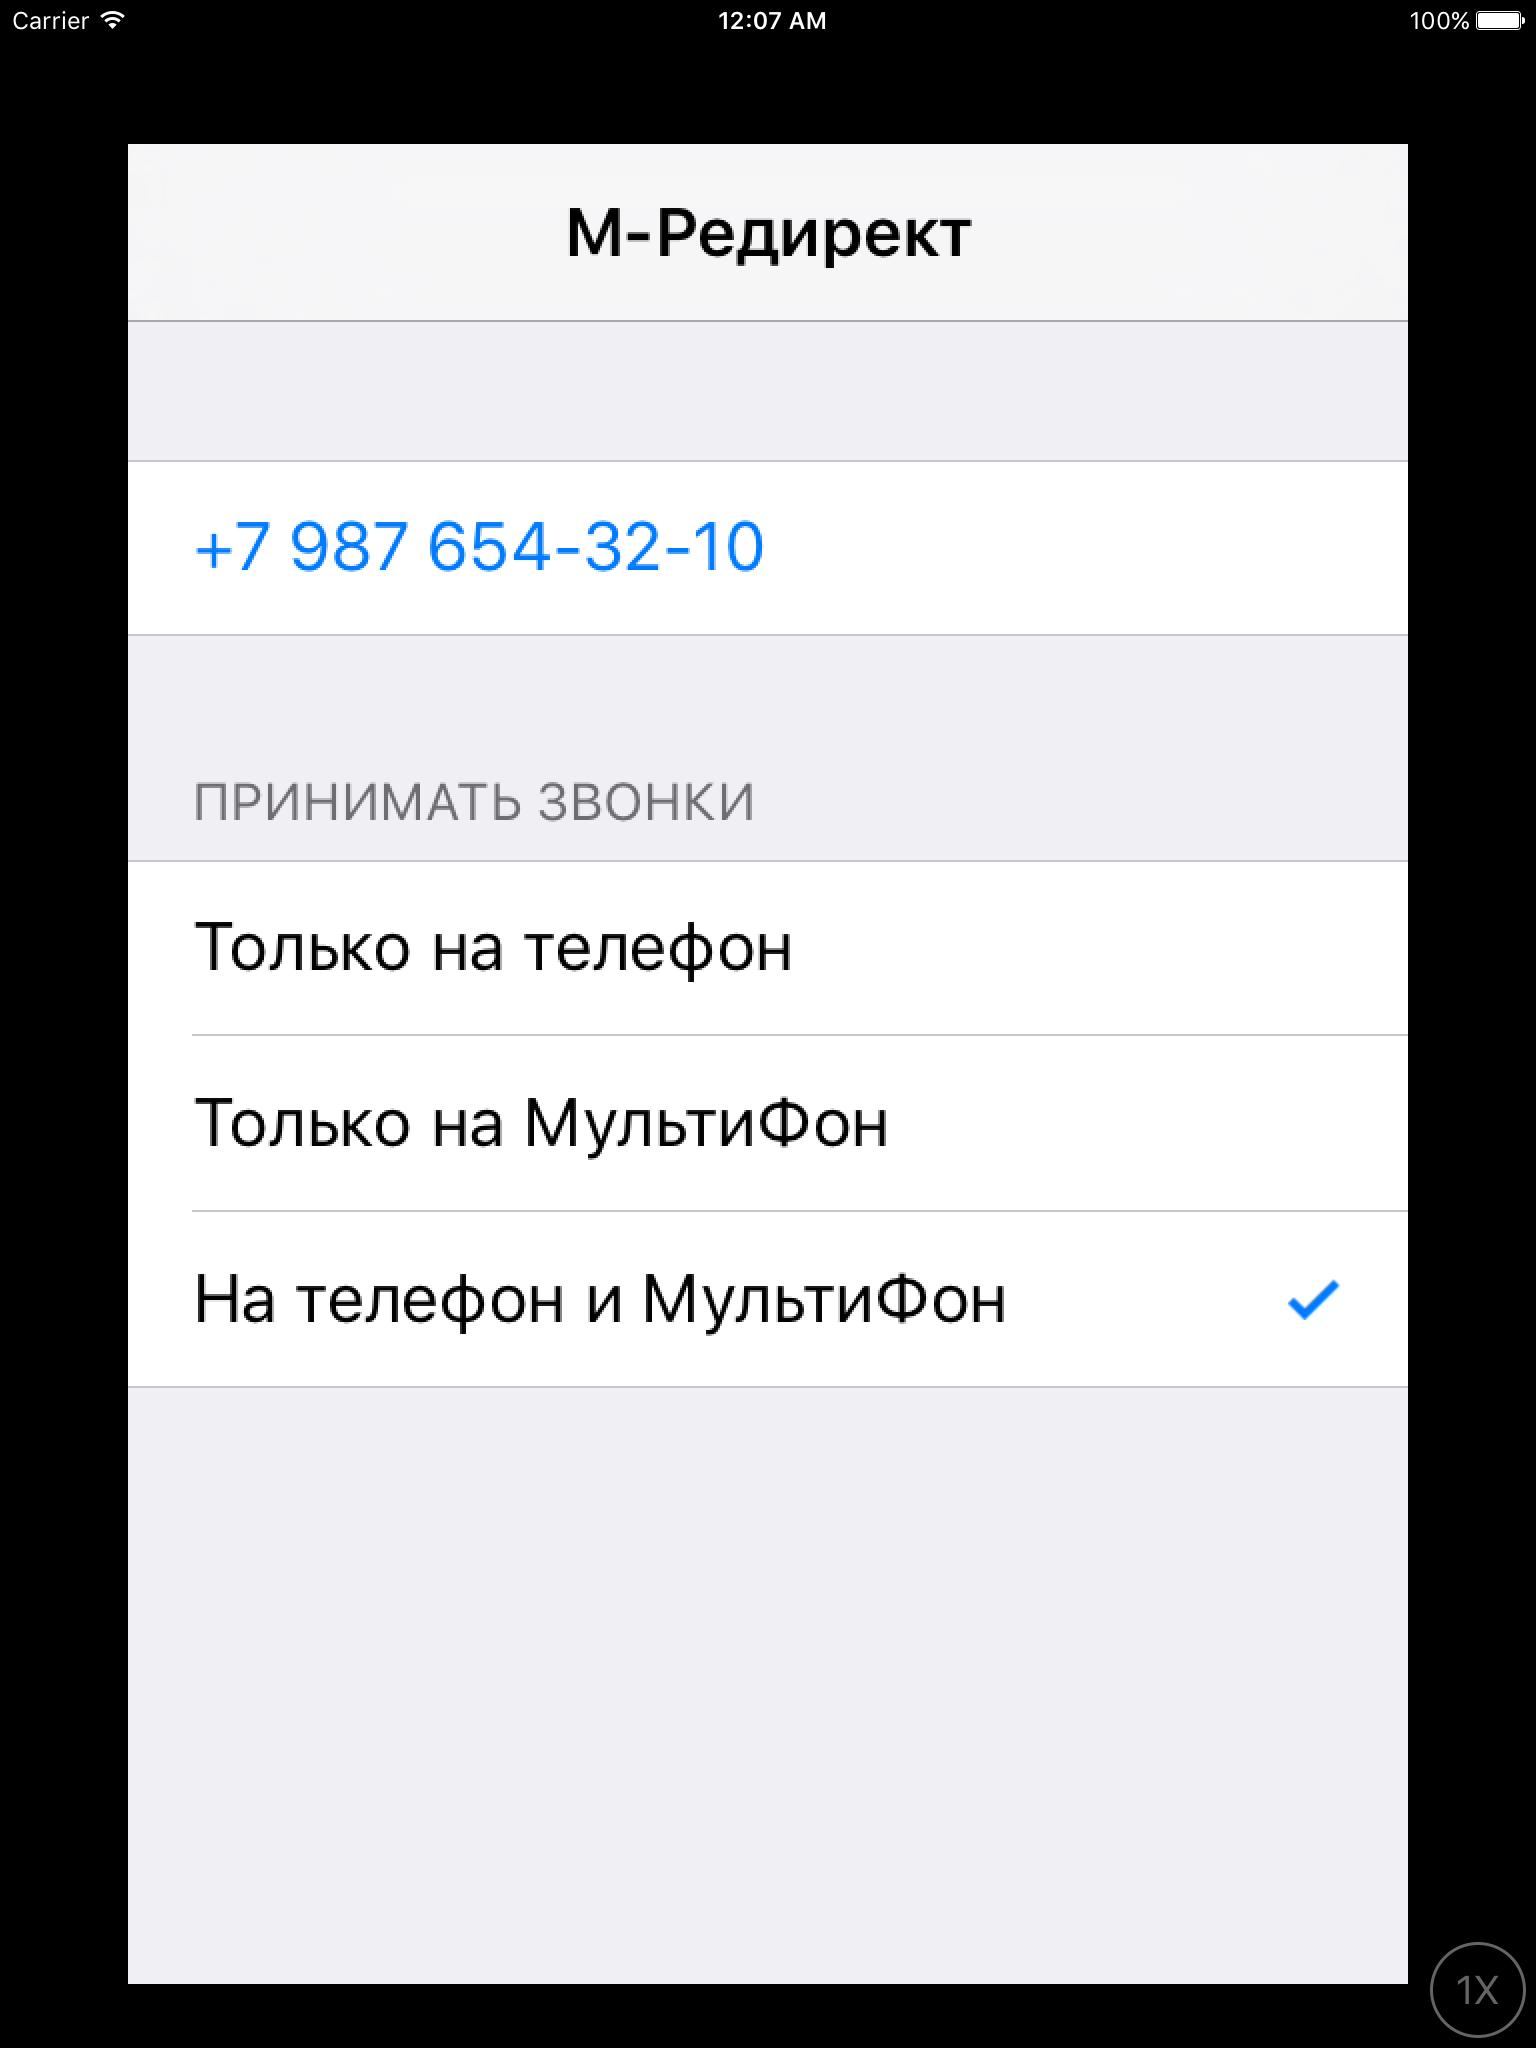 Carrier 12:07 AM 100%
М-Редирект
+7 987 654-32-10
ПРИНИМАТЬ ЗВОНКИ
Только на телефон
Только на МультиФон
На телефон и МультиФон
1X